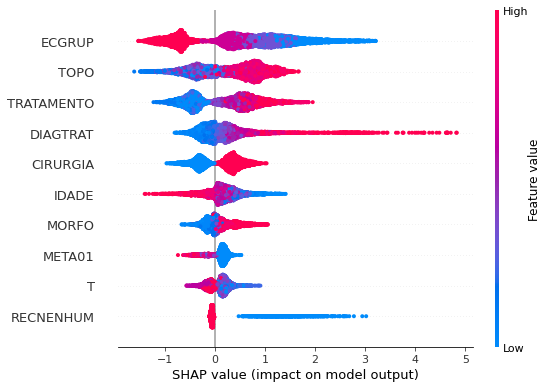 High
ECGRUP
TOPO
TRATAMENTO
DIAGTRAT
CIRURGIA
IDADE
MORFO
META01
T
RECNENHUM
Feature value
Low
−1 0 1 2 3 4 5
SHAP value (impact on model output)